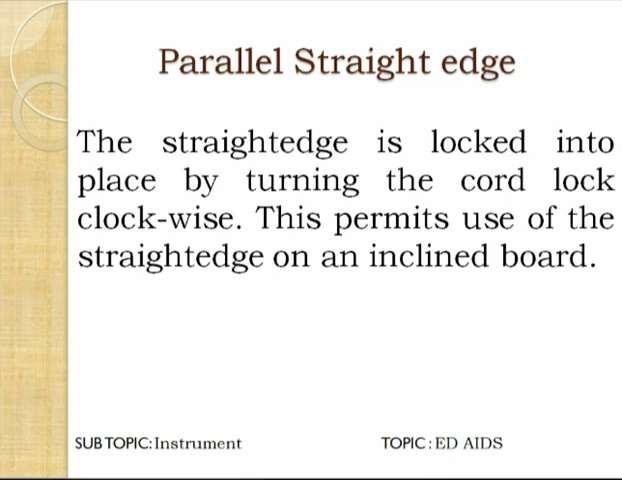 Parallel Straight edge
The straightedge is locked into
place by turning the cord lock
clock-wise. This permits use of the
straightedge on an inclined board.
SUB TOPIC: Instrument TOPIC : ED AIDS